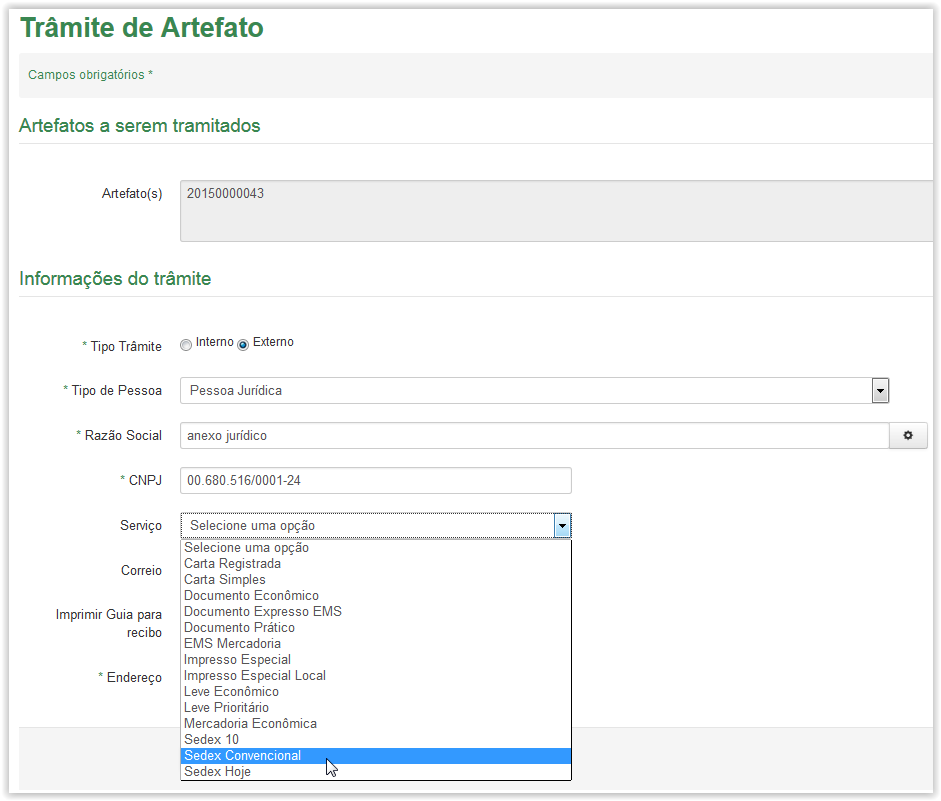 Trâmite de Artefato
Campos obrigatórios *
Artefatos a serem tramitados
Artefato(s)
20150000043
Informações do trâmite
* Tipo Trâmite
Interno
Externo
* Tipo de Pessoa
Pessoa Jurídica
* Razão Social
anexo jurídico
* CNPJ
00.680.516/0001-24
Serviço
Selecione uma opção
Selecione uma opção
Carta Registrada
Carta Simples
Documento Econômico
Documento Expresso EMS
Documento Prático
EMS Mercadoria
Impresso Especial
Impresso Especial Local
Leve Econômico
Leve Prioritário
Mercadoria Econômica
Sedex 10
Sedex Convencional
Sedex Hoje
Correio
Imprimir Guia para
recibo
* Endereço